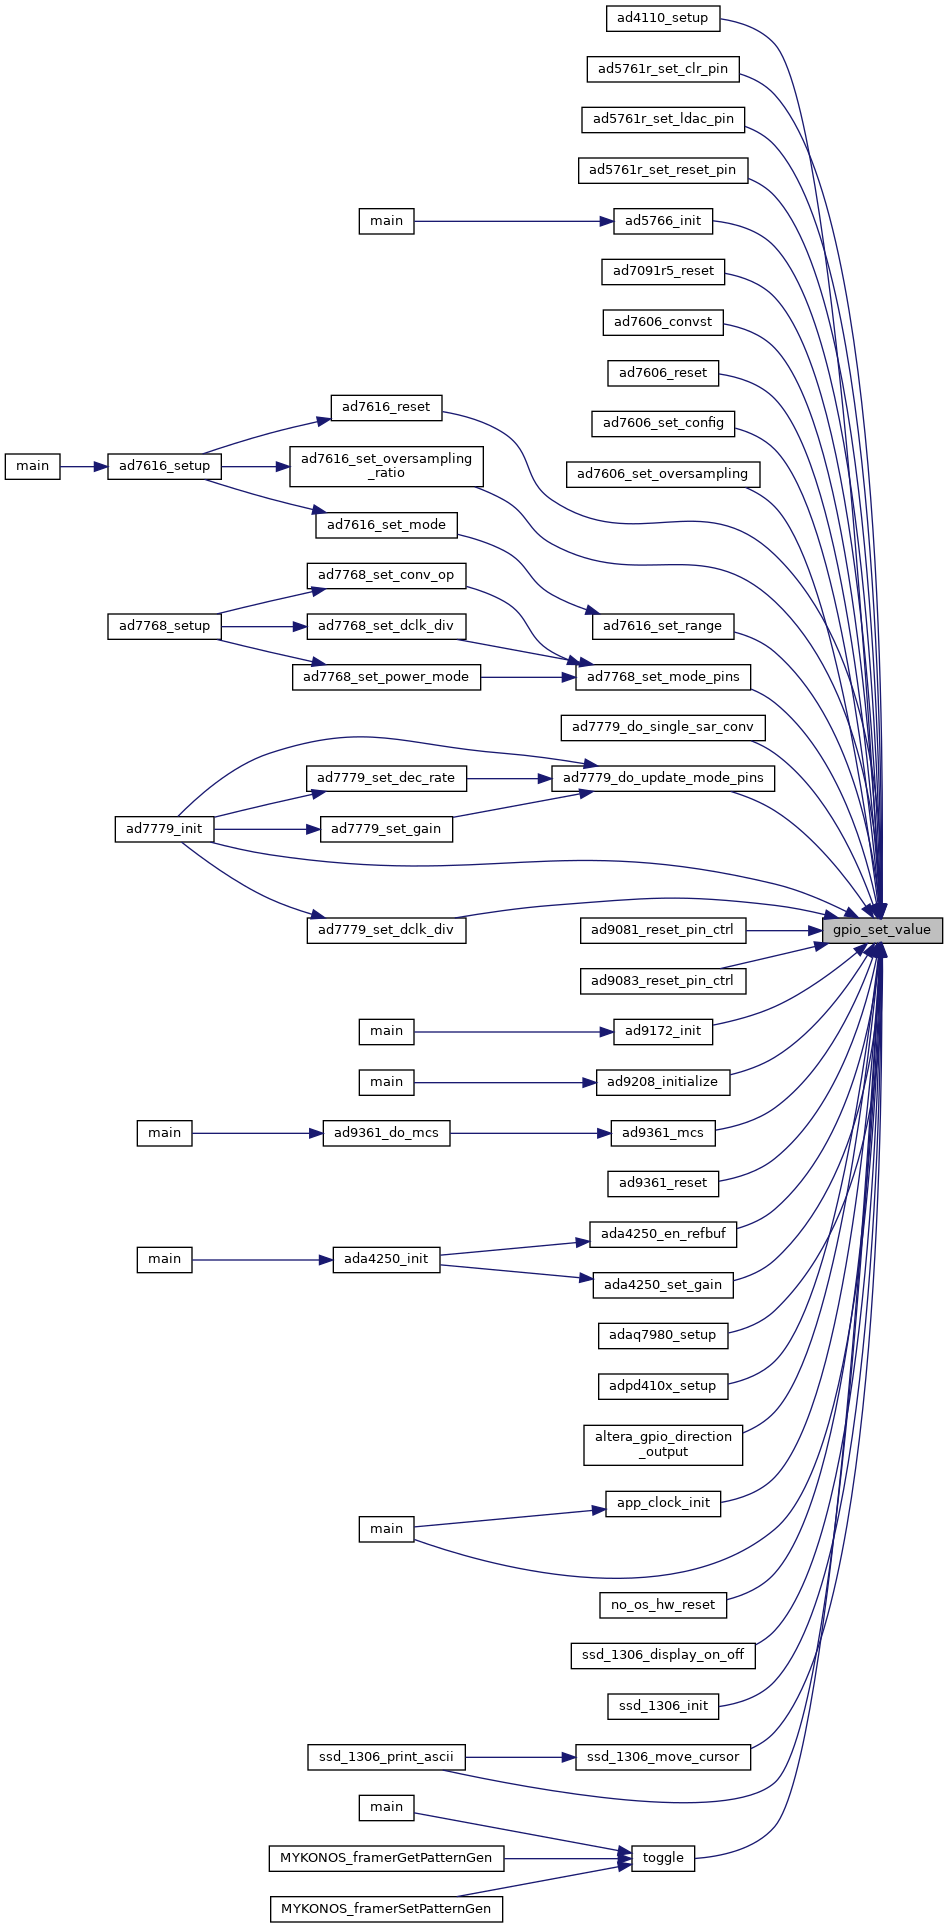 ad4110_setup
ad5761r_set_clr_pin
ad5761r_set_ldac_pin
ad5761r_set_reset_pin
main
ad5766_init
ad7091r5_reset
ad7606_convst
ad7606_reset
ad7616_reset
ad7606_set_config
main
ad7616_setup
ad7616_set_oversampling
_ratio
ad7606_set_oversampling
ad7616_set_mode
ad7768_set_conv_op
ad7768_setup
ad7768_set_dclk_div
ad7616_set_range
ad7768_set_power_mode
ad7768_set_mode_pins
ad7779_do_single_sar_conv
ad7779_set_dec_rate
ad7779_do_update_mode_pins
ad7779_init
ad7779_set_gain
ad7779_set_dclk_div
ad9081_reset_pin_ctrl
gpio_set_value
ad9083_reset_pin_ctrl
main
ad9172_init
main
ad9208_initialize
main
ad9361_do_mcs
ad9361_mcs
ad9361_reset
ada4250_en_refbuf
main
ada4250_init
ada4250_set_gain
adaq7980_setup
adpd410x_setup
altera_gpio_direction
_output
app_clock_init
main
no_os_hw_reset
ssd_1306_display_on_off
ssd_1306_init
ssd_1306_print_ascii
ssd_1306_move_cursor
main
MYKONOS_framerGetPatternGen
toggle
MYKONOS_framerSetPatternGen